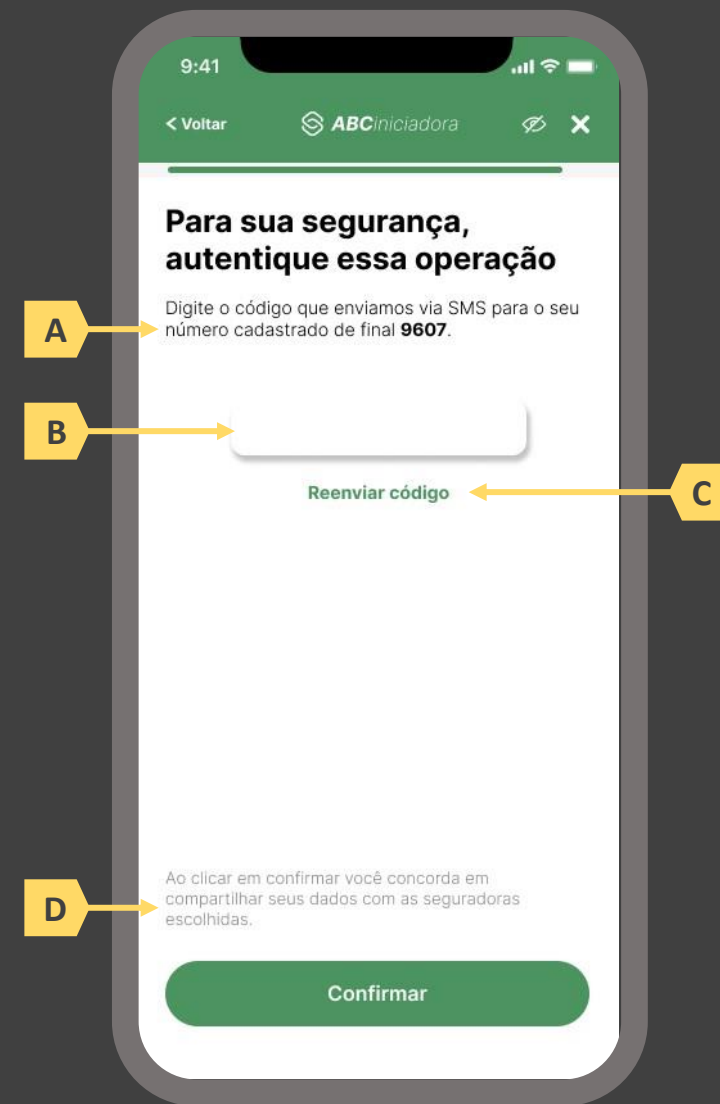 9:41
< Voltar
ABCiniciadora
Para sua segurança,
autentique essa operação
Digite o código que enviamos via SMS para o seu
número cadastrado de final 9607.
A
B
Reenviar código
C
Ao clicar em confirmar você concorda em
compartilhar seus dados com as seguradoras
escolhidas.
D
Confirmar